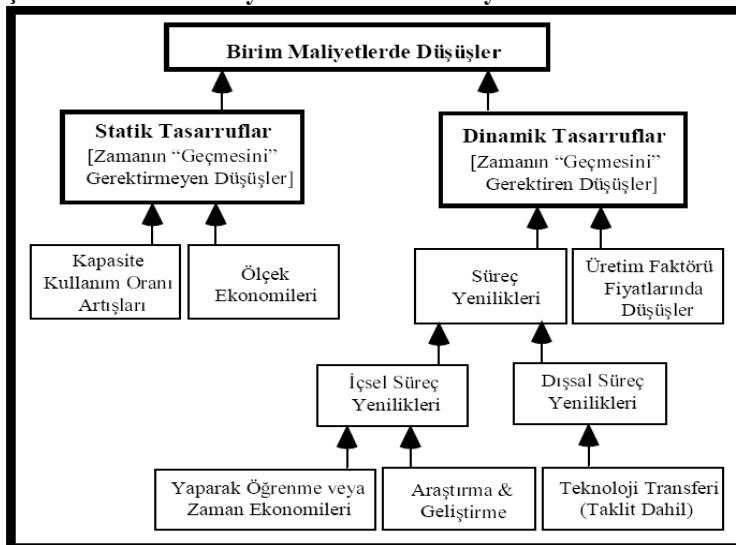 Birim Maliyetlerde Düşüşler
Statik Tasarruflar
[Zamanın “Geçmesini”
Gerektirmeyen Düşüşler]
Dinamik Tasarruflar
[Zamanın “Geçmesini”
Gerektiren Düşüşler]
Kapasite
Kullanım Oranı
Artışları
Ölçek
Ekonomileri
Süreç
Yenilikleri
Üretim Faktörü
Fiyatlarında
Düşüşler
İçsel Süreç
Yenilikleri
Dışsal Süreç
Yenilikleri
Yaparak Öğrenme veya
Zaman Ekonomileri
Araştırma &
Geliştirme
Teknoloji Transferi
(Taklit Dahil)